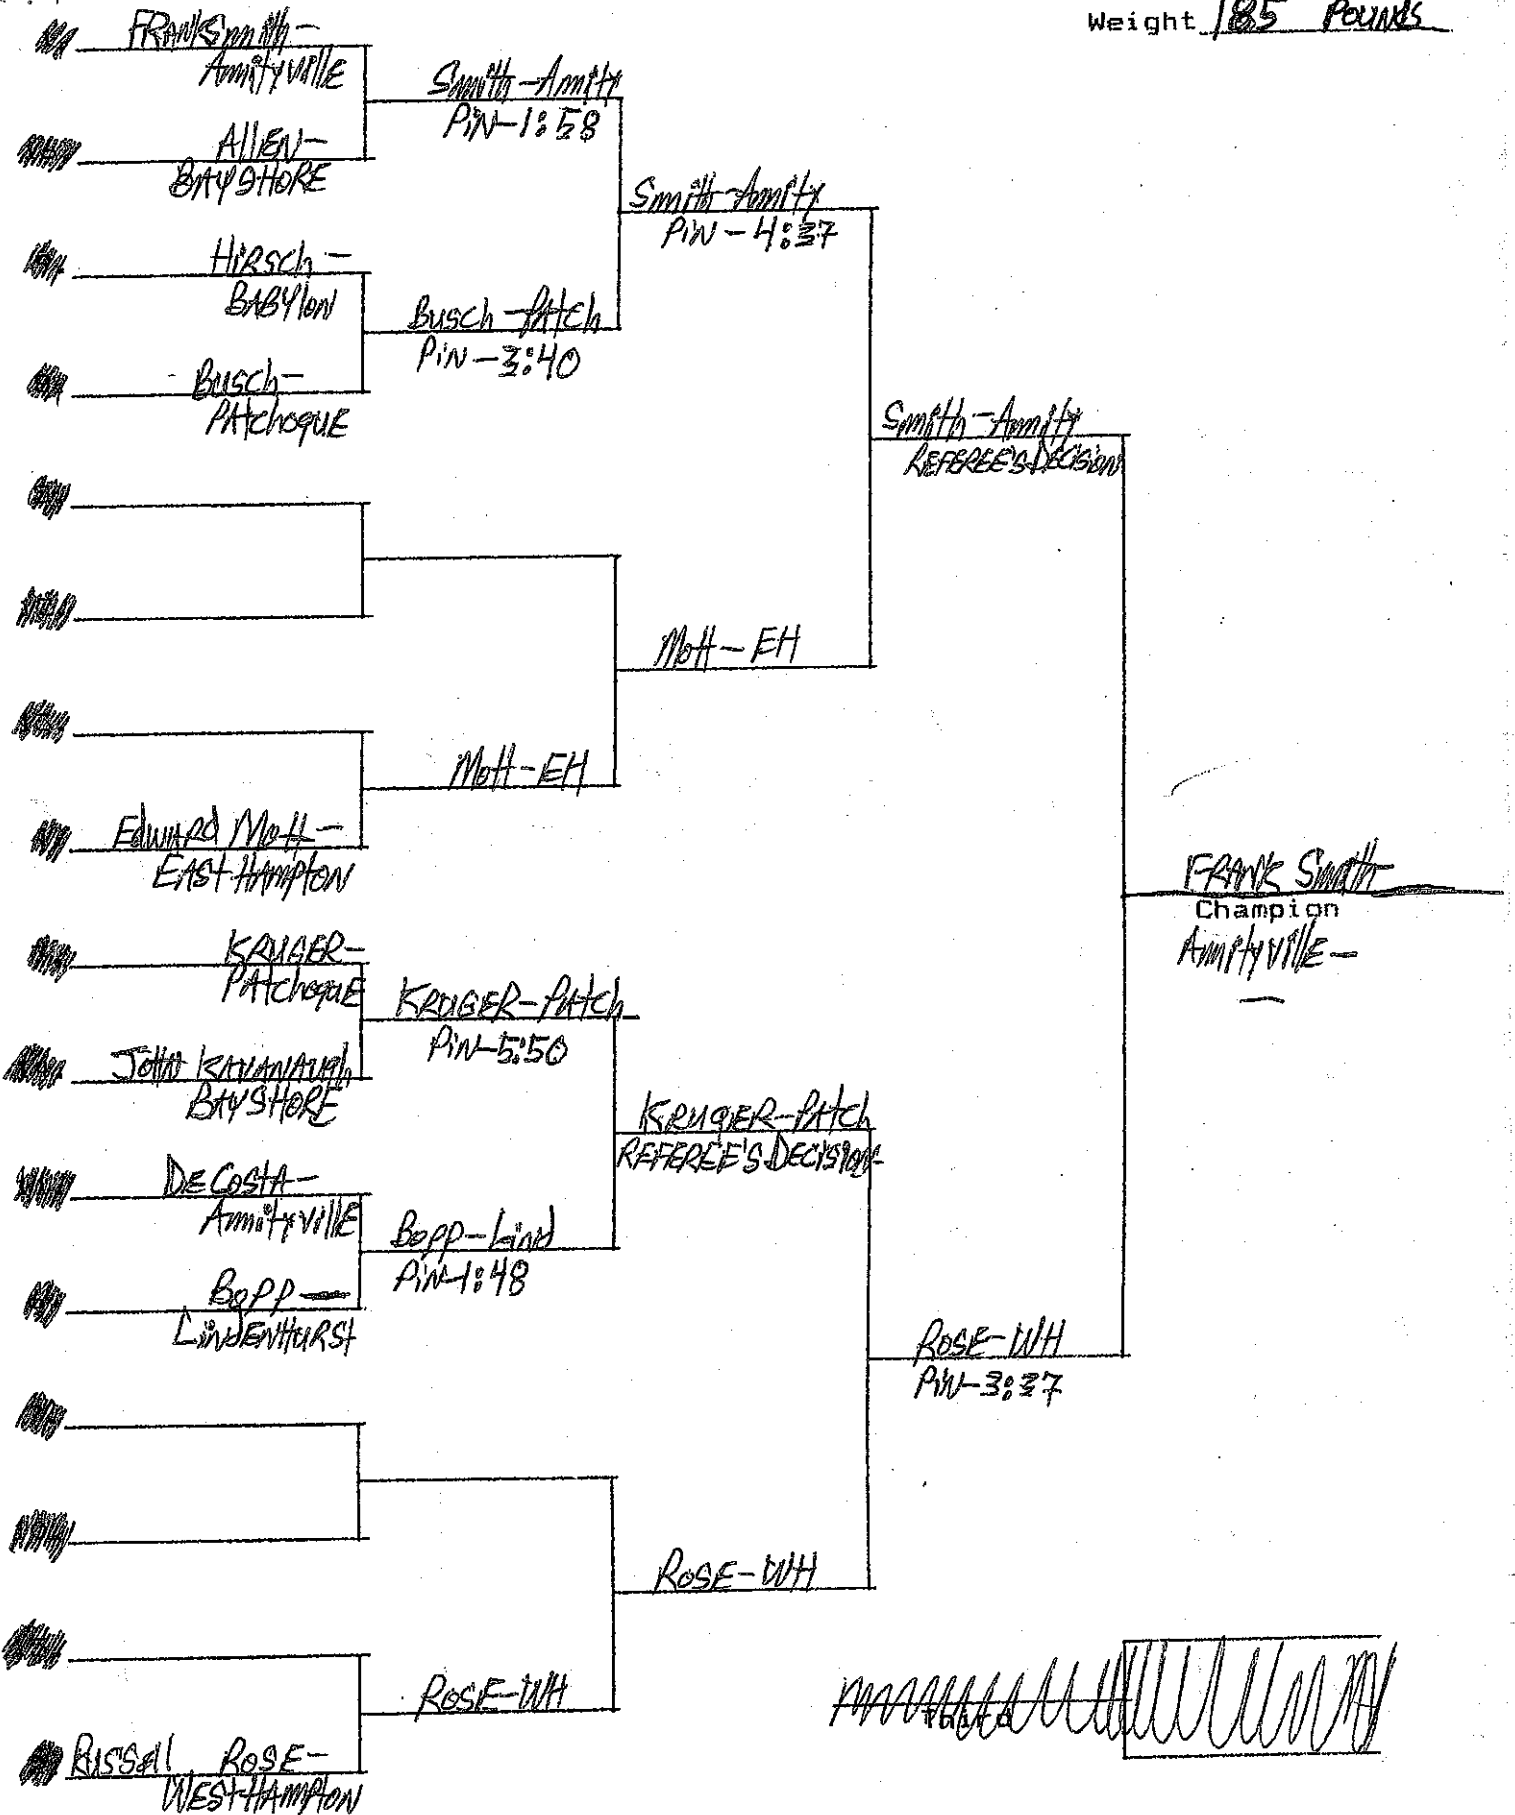 Weight 185 POUNDS
FRANK Smith-
Amityville
Smith-Amity
PiN-1:58
AllEN-
BAYSHORE
Smith-Amity
PiN-4:37
HiRSch-
BABYloN
Busch-PAtch
PiN-3:40
Busch-
PAtchogUE
Smith-Amity
REFEREE'S DECISioN
Mott-EH
Mott-EH
EdwARd Mott-
EASt HAmptoN
FRANK Smith-
Champion
Amityville-
KRUGER-
PAtchogUE
KRUGER-PAtch
PiN-5:50
JOHN KAVANAUgh
BAYSHORE
KRUGER-PAtch
REFEREE'S DECISioN-
DECostA-
Amityville
Bopp-Lind
PiN-1:48
Bopp-
LiNdENHURSt
ROSE-WH
PiN-3:37
ROSE-WH
ROSE-WH
RUSSEll ROSE-
WESt HAmPtoN